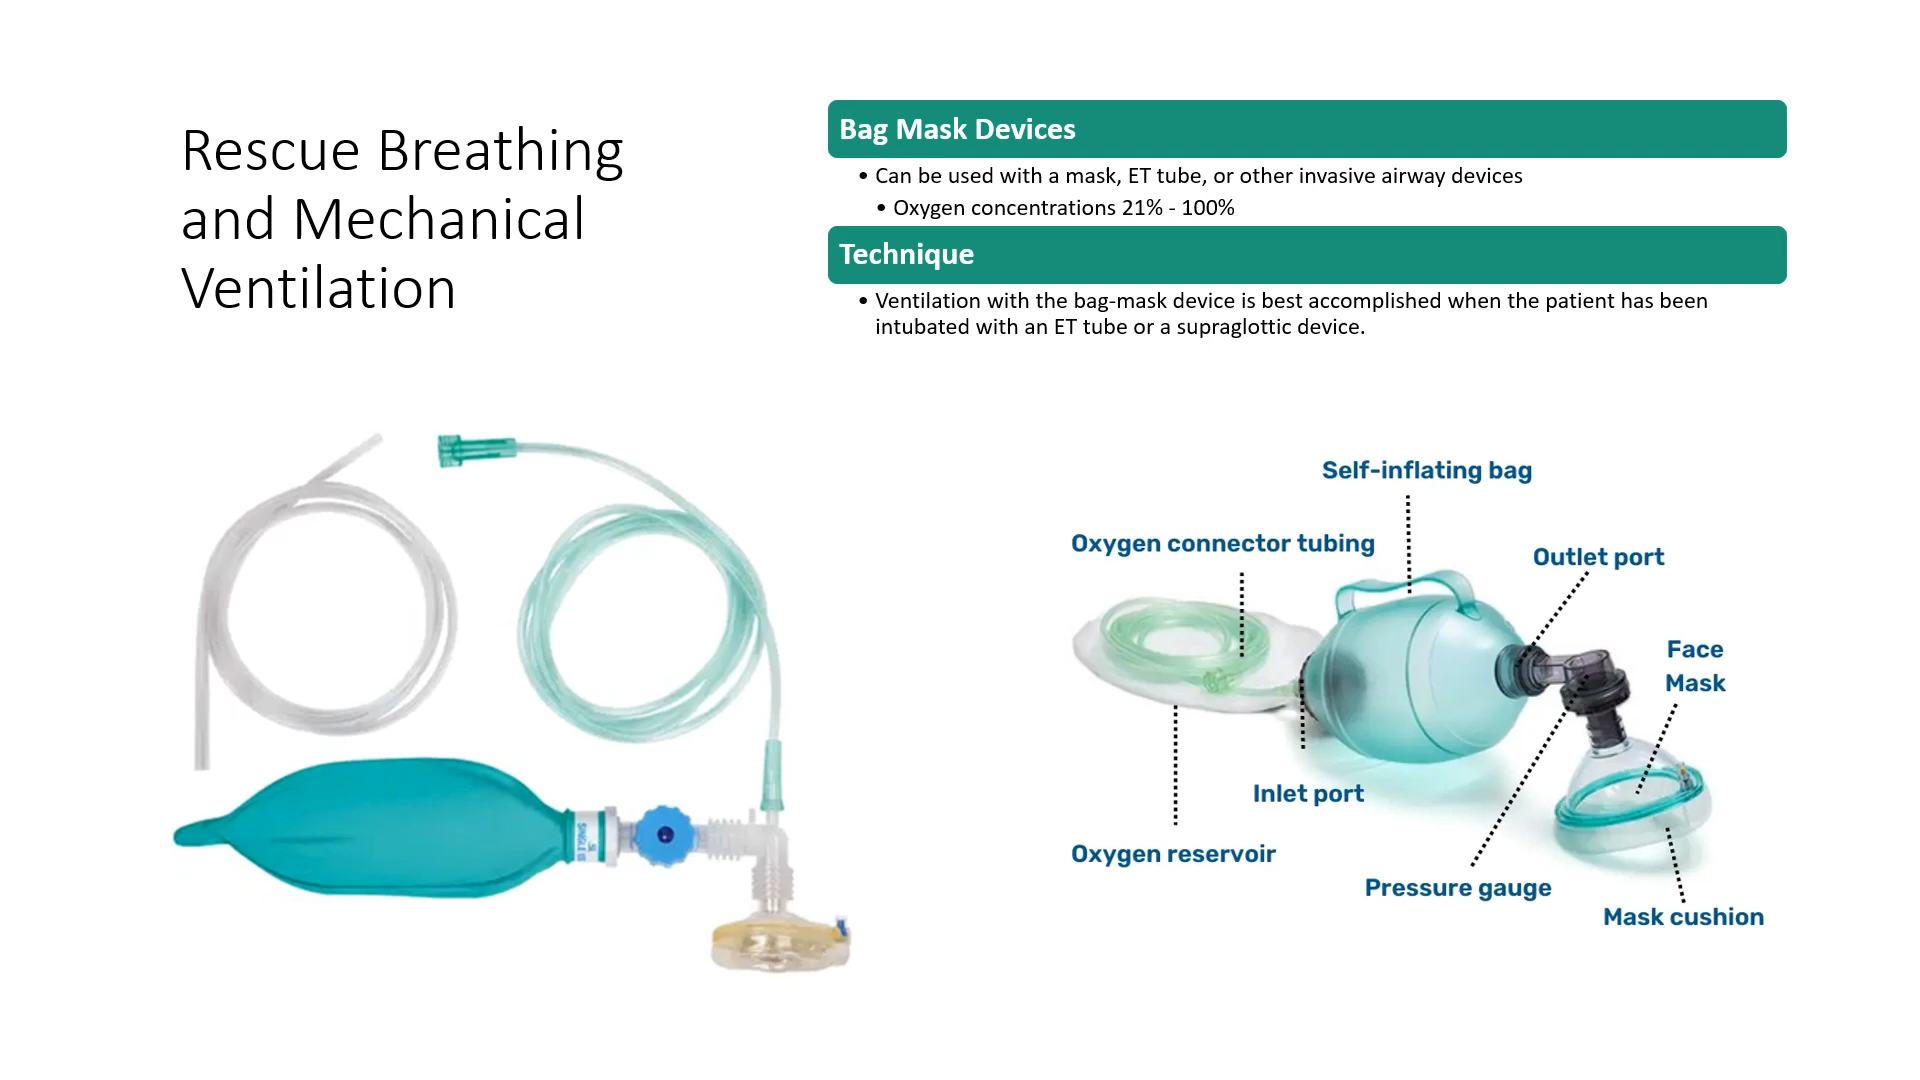 Rescue Breathing
and Mechanical
Ventilation
Bag Mask Devices
• Can be used with a mask, ET tube, or other invasive airway devices
• Oxygen concentrations 21% - 100%
Technique
• Ventilation with the bag-mask device is best accomplished when the patient has been
intubated with an ET tube or a supraglottic device.
Self-inflating bag
Oxygen connector tubing
Outlet port
Face
Mask
Inlet port
Oxygen reservoir
Pressure gauge
Mask cushion